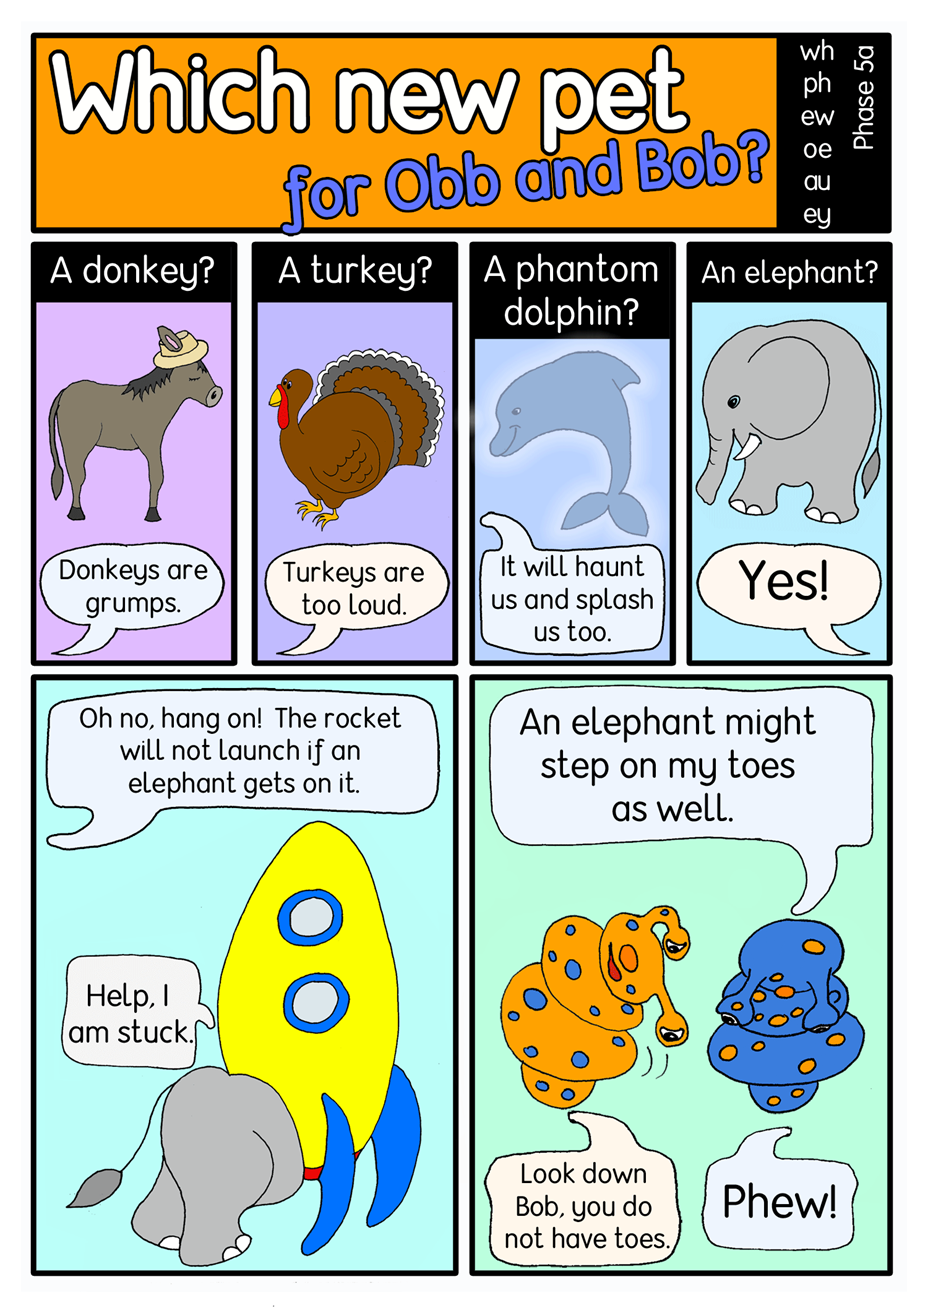 Which new pet
for Obb and Bob?
wh
ph
ew
oe
au
ey
Phase 5a
A donkey?
Donkeys are
grumps.
A turkey?
Turkeys are
too loud.
A phantom
dolphin?
It will haunt
us and splash
us too.
An elephant?
Yes!
Oh no, hang on! The rocket
will not launch if an
elephant gets on it.
Help, I
am stuck.
An elephant might
step on my toes
as well.
Look down
Bob, you do
not have toes.
Phew!